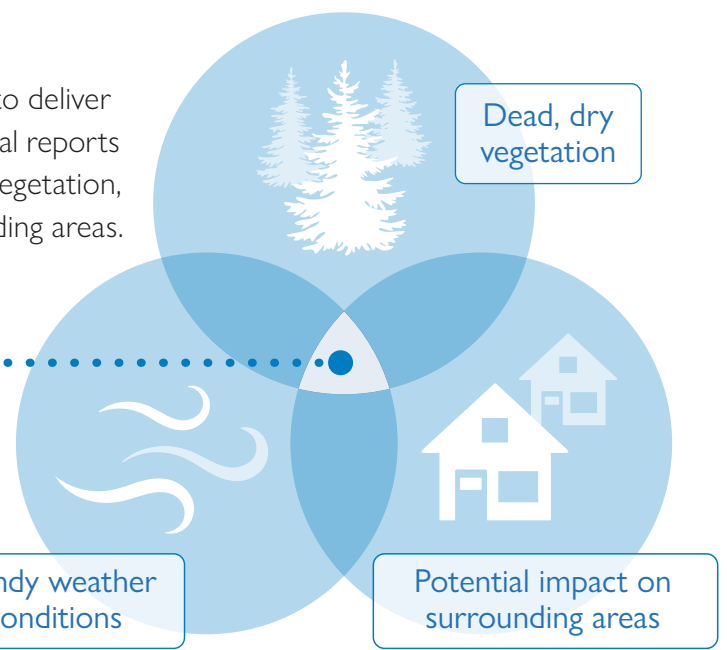 to deliver
al reports
egetation,
ding areas.
Dead, dry
vegetation
ndy weather
onditions
Potential impact on
surrounding areas